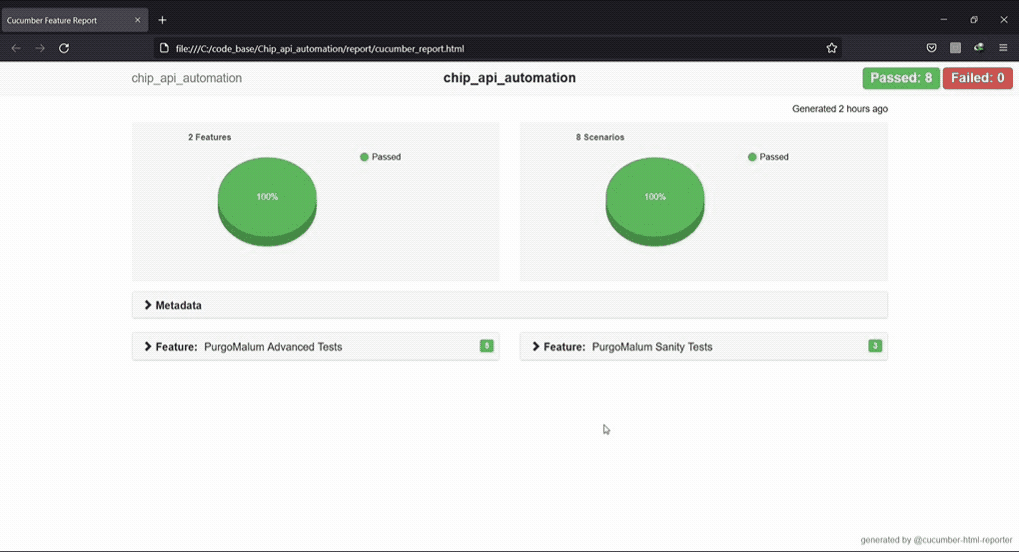 Cucumber Feature Report
file:///C:/code_base/Chip_api_automation/report/cucumber_report.html
chip_api_automation
chip_api_automation
Passed: 8
Failed: 0
Generated 2 hours ago
2 Features
Passed
100%
8 Scenarios
Passed
100%
Metadata
Feature: PurgoMalum Advanced Tests
5
Feature: PurgoMalum Sanity Tests
3
generated by @cucumber-html-reporter